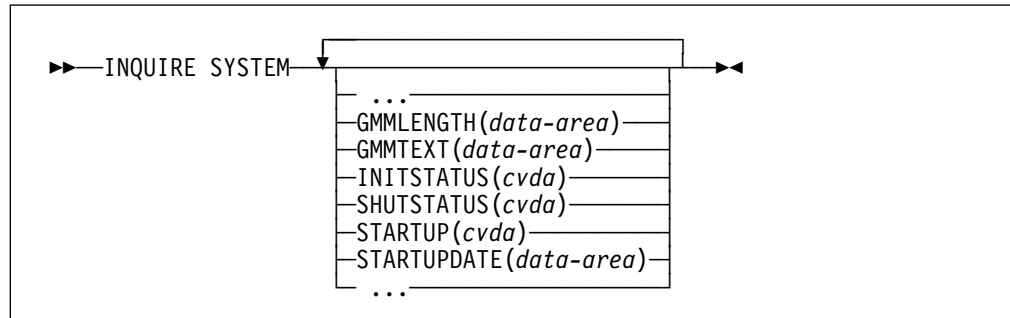 INQUIRE SYSTEM
...
GMMLENGTH(data-area)
GMMTEXT(data-area)
INITSTATUS(cvda)
SHUTSTATUS(cvda)
STARTUP(cvda)
STARTUPDATE(data-area)
...